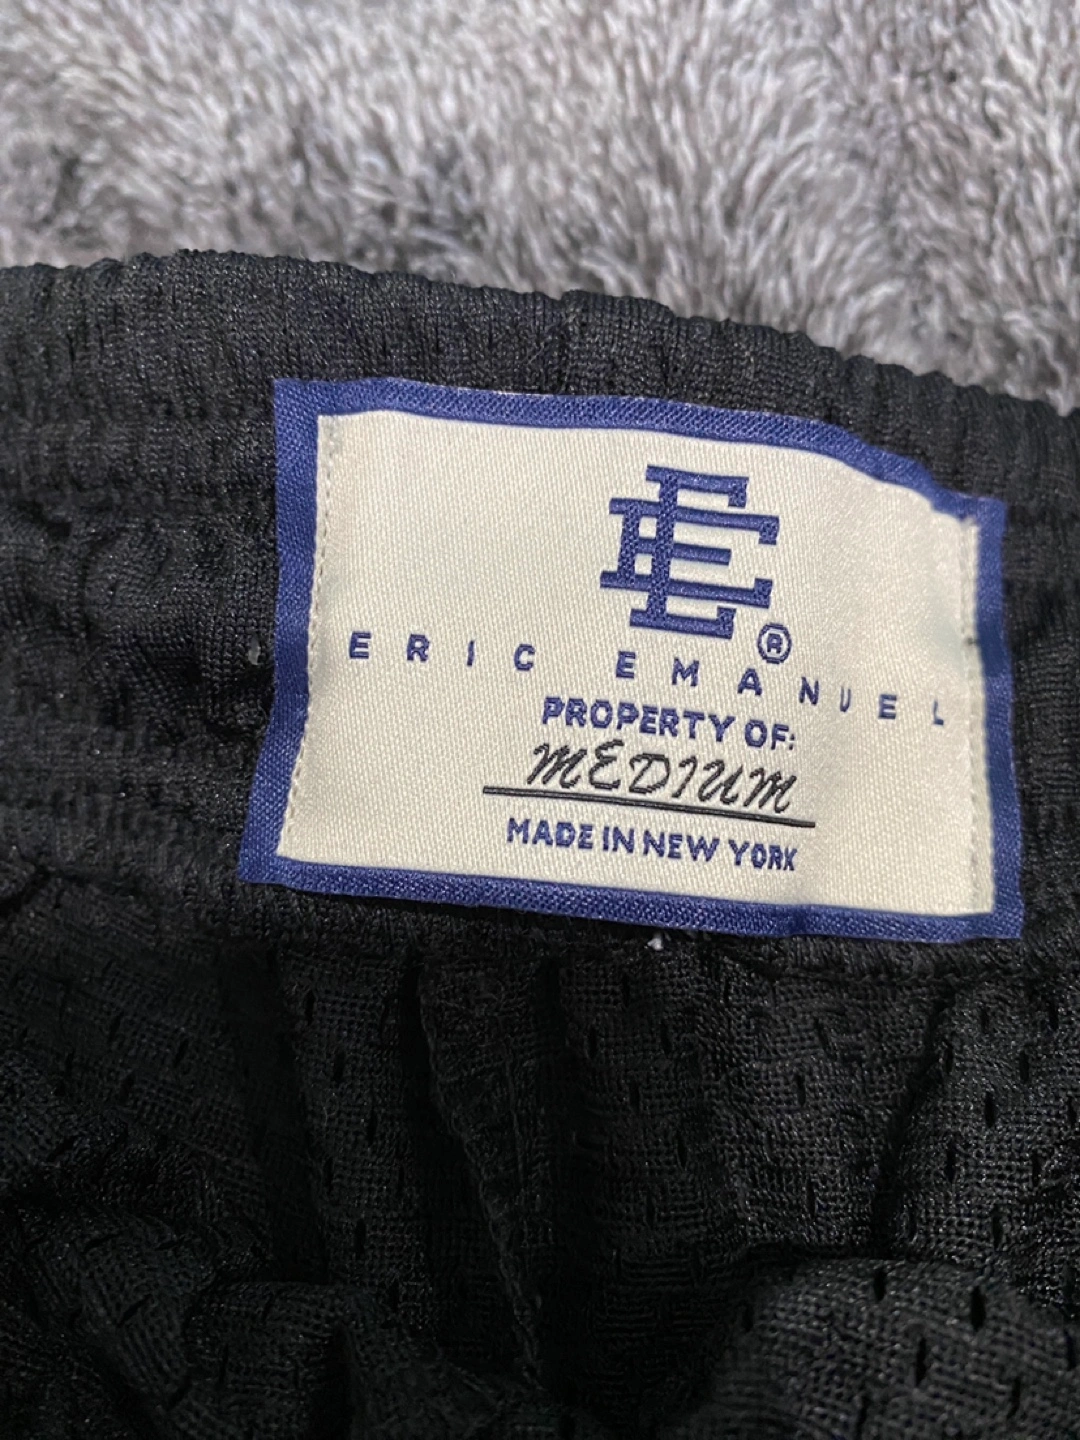 EE
®
ERIC EMANUEL
PROPERTY OF:
MEDIUM
MADE IN NEW YORK